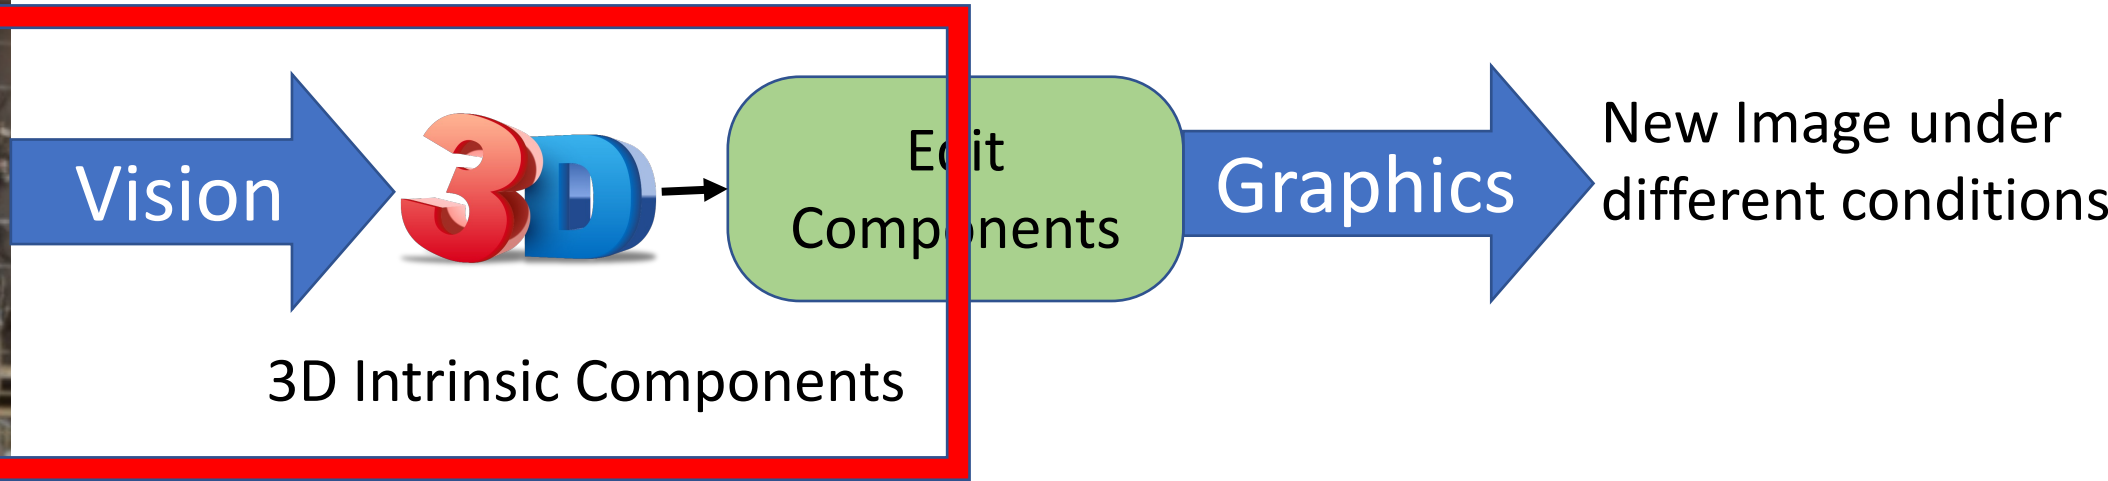 Vision
3D
Edit
Components
Graphics
New Image under
different conditions
3D Intrinsic Components